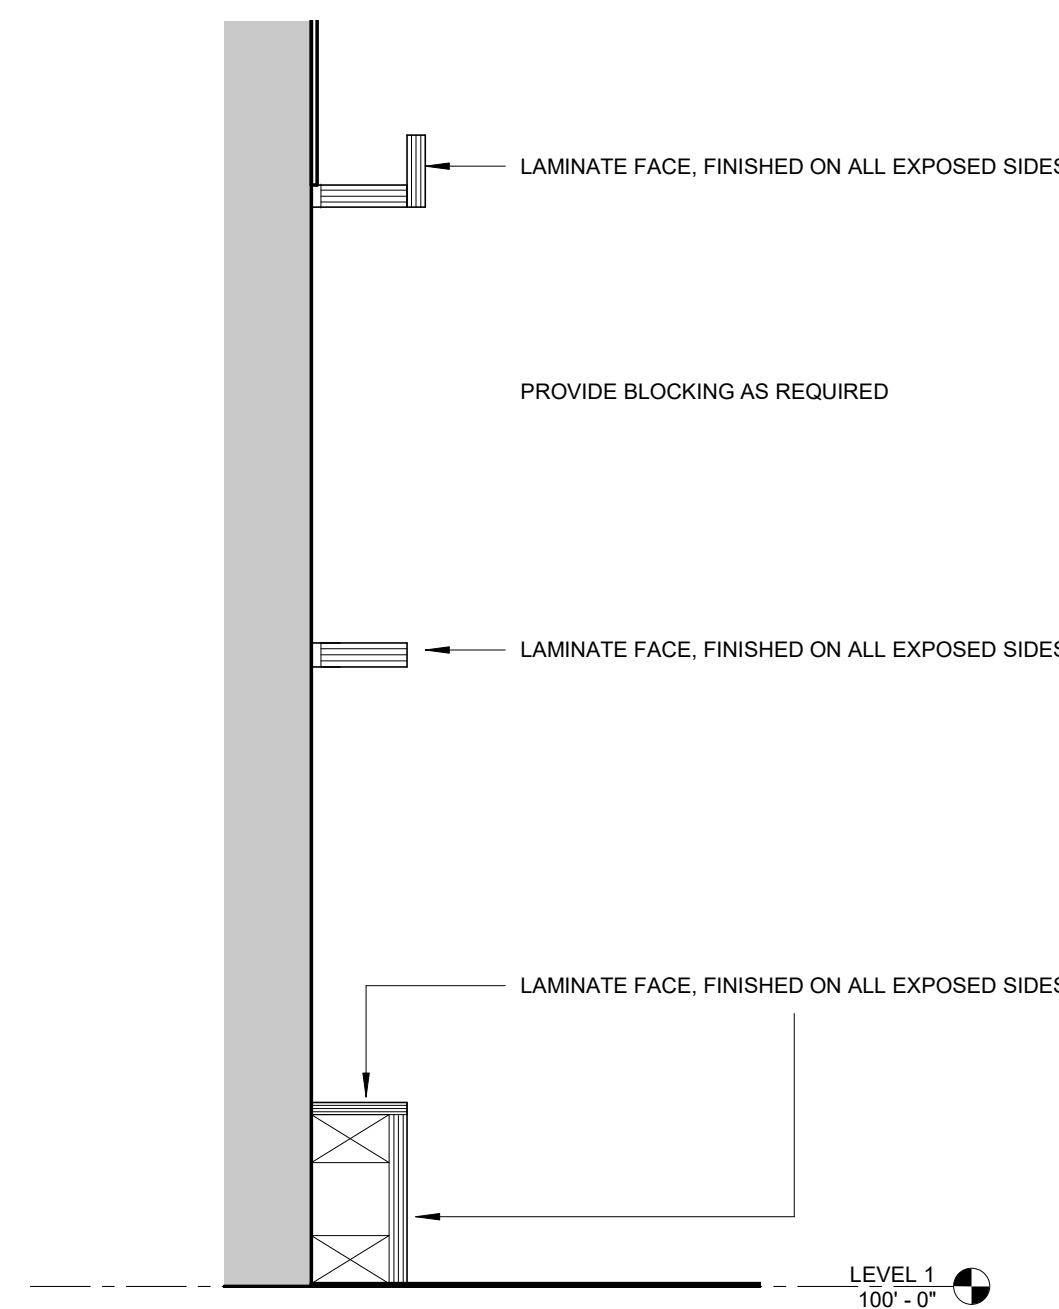 LAMINATE FACE, FINISHED ON ALL EXPOSED SIDES
PROVIDE BLOCKING AS REQUIRED
LAMINATE FACE, FINISHED ON ALL EXPOSED SIDES
LAMINATE FACE, FINISHED ON ALL EXPOSED SIDES
LEVEL 1
100' - 0"